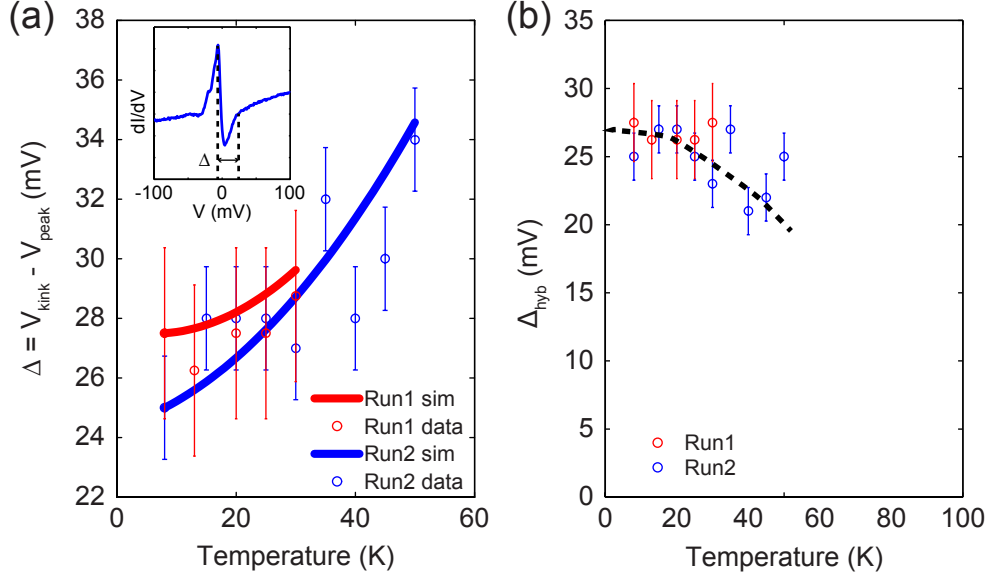 (a)
38
36
34
32
30
28
26
24
22
0
20
40
60
Δ = V_kink - V_peak (mV)
Temperature (K)
dI/dV
Δ
-100
0
100
V (mV)
Run1 sim
Run1 data
Run2 sim
Run2 data
(b)
35
30
25
20
15
10
5
0
0
20
40
60
80
100
Δ_hyb (mV)
Temperature (K)
Run1
Run2